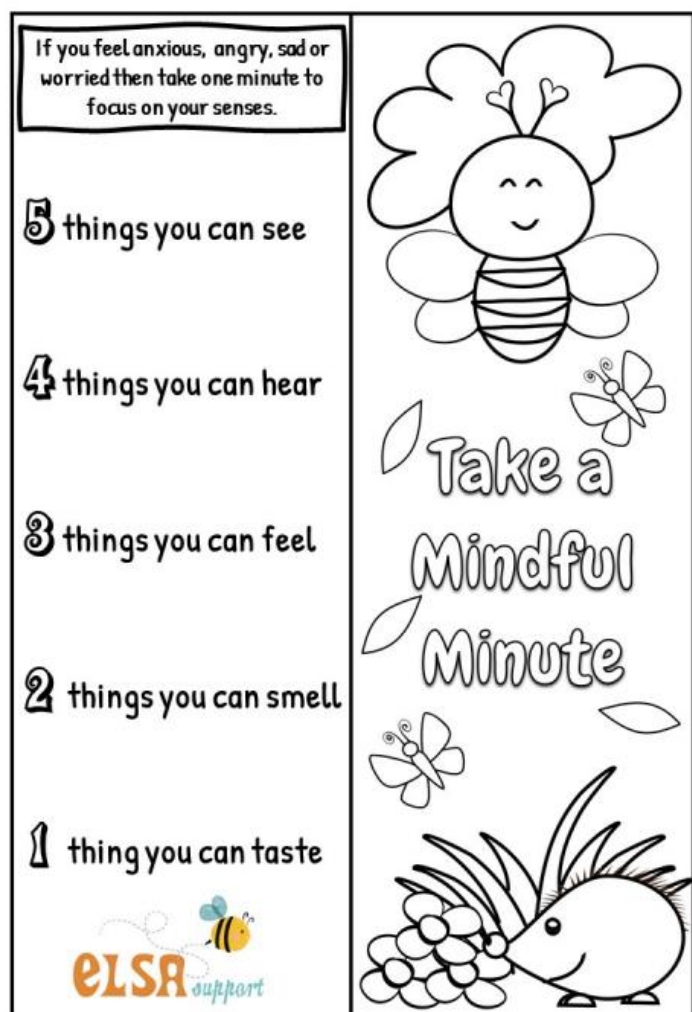 If you feel anxious, angry, sad or
worried then take one minute to
focus on your senses.
5 things you can see
4 things you can hear
3 things you can feel
2 things you can smell
1 thing you can taste
eLSA support
Take a
Mindful
Minute